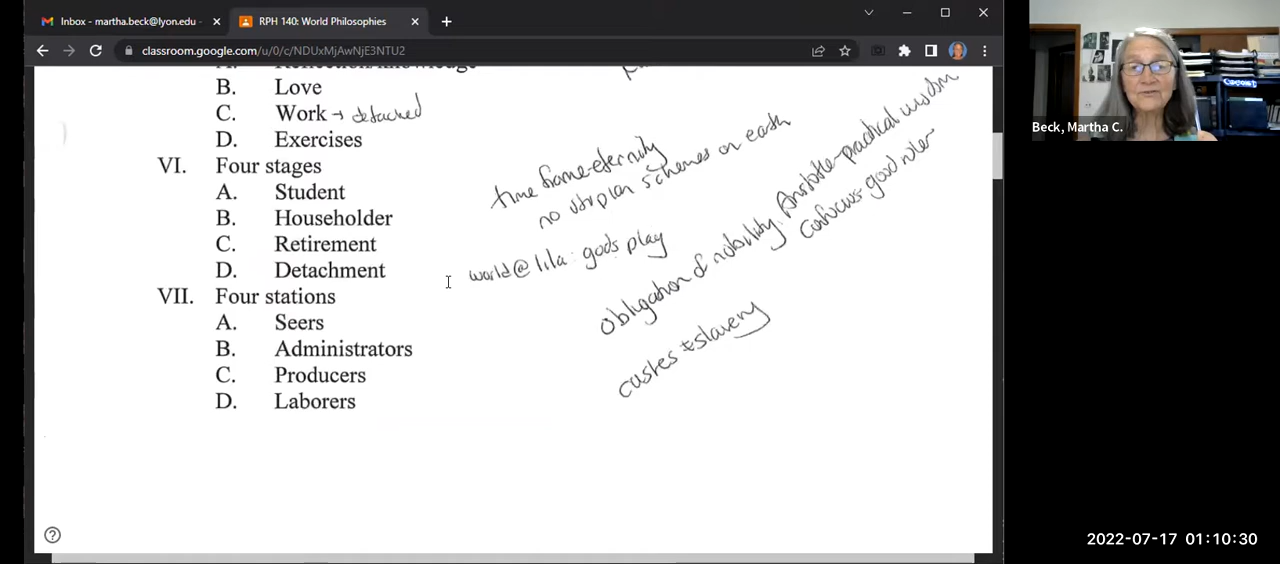 Inbox - martha.beck@lyon.edu -
RPH 140: World Philosophies
classroom.google.com/u/0/c/NDUxMjAwNjE3NTU2
B. Love
C. Work → detached
D. Exercises
VI. Four stages
A. Student
B. Householder
C. Retirement
D. Detachment
VII. Four stations
A. Seers
B. Administrators
C. Producers
D. Laborers
time frame-eternity
no utopian schemes on earth
world@lila: gods play
obligation of nobility. Aristotle-practical wisdom
Confucius-good ruler
castes ≠ slavery
Beck, Martha C.
2022-07-17 01:10:30